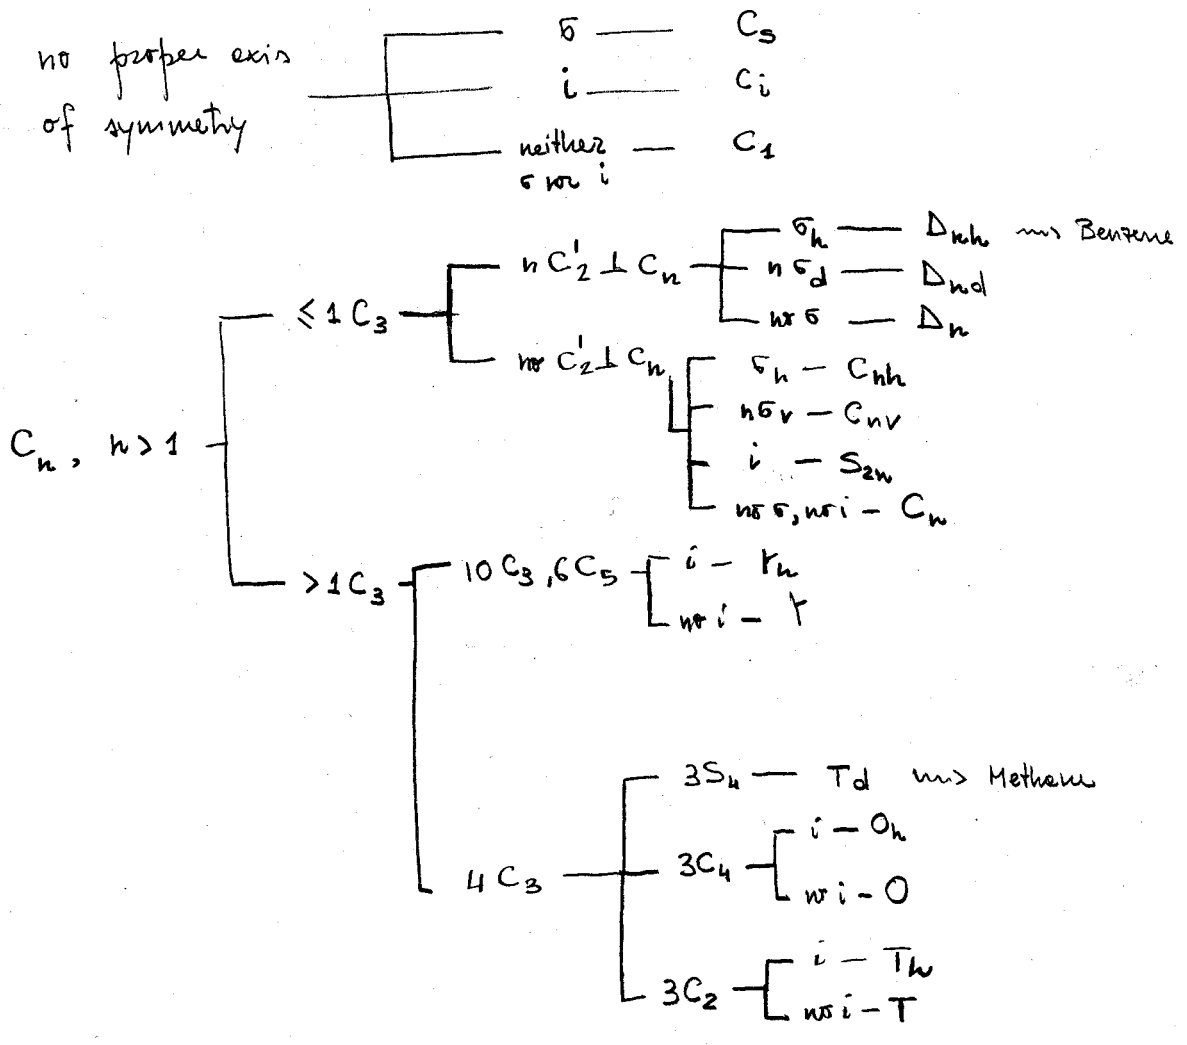 no proper exis
of symmetry
σ — Cs
i — Ci
neither — C1
σ nor i
Cn, n > 1
≤ 1 C3
n C'2 ⊥ Cn
σh — Dnh ⇝ Benzene
n σd — Dnd
no σ — Dn
no C'2 ⊥ Cn
σh — Cnh
nσv — Cnv
i — S2n
no σ, no i – Cn
> 1 C3
10 C3, 6 C5
i – Yh
no i – Y
4 C3
3S4 — Td ⇝ Methane
3C4
i – Oh
no i – O
3C2
i — Th
no i – T